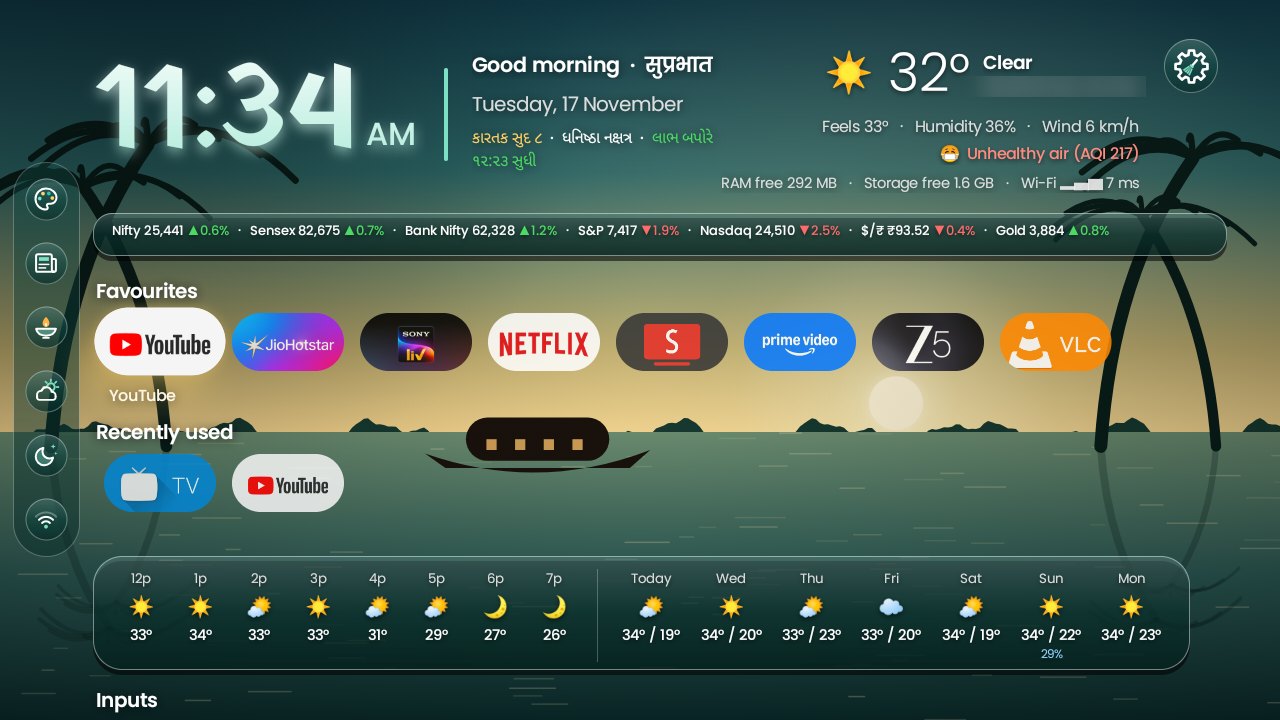 11:34 AM
Good morning · सुप्रभात
Tuesday, 17 November
કારતક સુદ ૮ · ધનિષ્ઠા નક્ષત્ર · લાભ બપોરે
૧૨:૨૩ સુધી
32° Clear
Feels 33° · Humidity 36% · Wind 6 km/h
Unhealthy air (AQI 217)
RAM free 292 MB · Storage free 1.6 GB · Wi-Fi 7 ms
Nifty 25,441 ▲0.6% · Sensex 82,675 ▲0.7% · Bank Nifty 62,328 ▲1.2% · S&P 7,417 ▼1.9% · Nasdaq 24,510 ▼2.5% · $/₹ ₹93.52 ▼0.4% · Gold 3,884 ▲0.8%
Favourites
YouTube JioHotstar SONY liv NETFLIX S prime video Z5 VLC
YouTube
Recently used
TV YouTube
12p 1p 2p 3p 4p 5p 6p 7p Today Wed Thu Fri Sat Sun Mon
33° 34° 33° 33° 31° 29° 27° 26° 34° / 19° 34° / 20° 33° / 23° 33° / 20° 34° / 19° 34° / 22° 34° / 23°
29%
Inputs